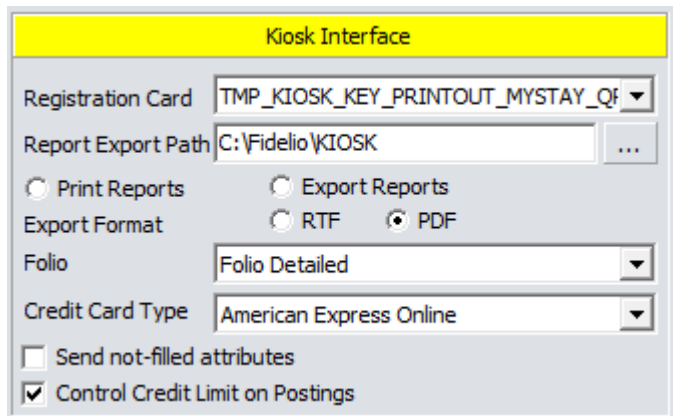 Kiosk Interface
Registration Card TMP_KIOSK_KEY_PRINTOUT_MYSTAY_
Report Export Path C:\Fidelio\KIOSK ...
Print Reports Export Reports
Export Format RTF PDF
Folio Folio Detailed
Credit Card Type American Express Online
Send not-filled attributes
Control Credit Limit on Postings